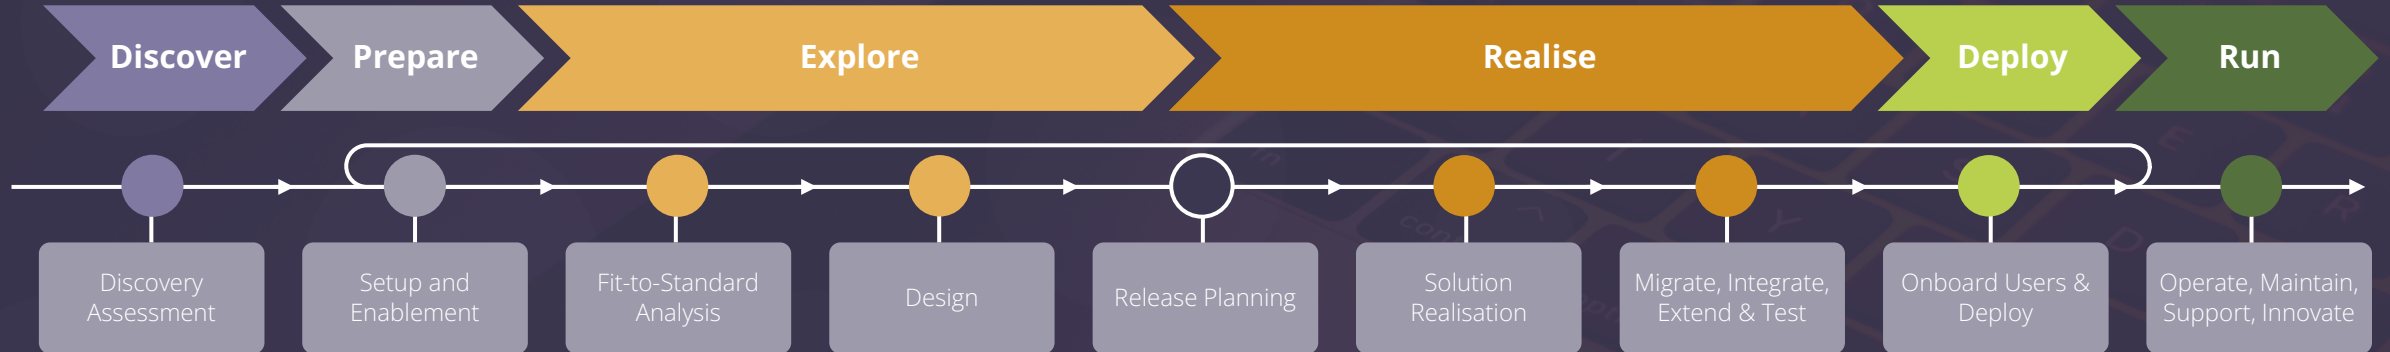 Discover
Prepare
Explore
Realise
Deploy
Run
Discovery
Assessment
Setup and
Enablement
Fit-to-Standard
Analysis
Design
Release Planning
Solution
Realisation
Migrate, Integrate,
Extend & Test
Onboard Users &
Deploy
Operate, Maintain,
Support, Innovate